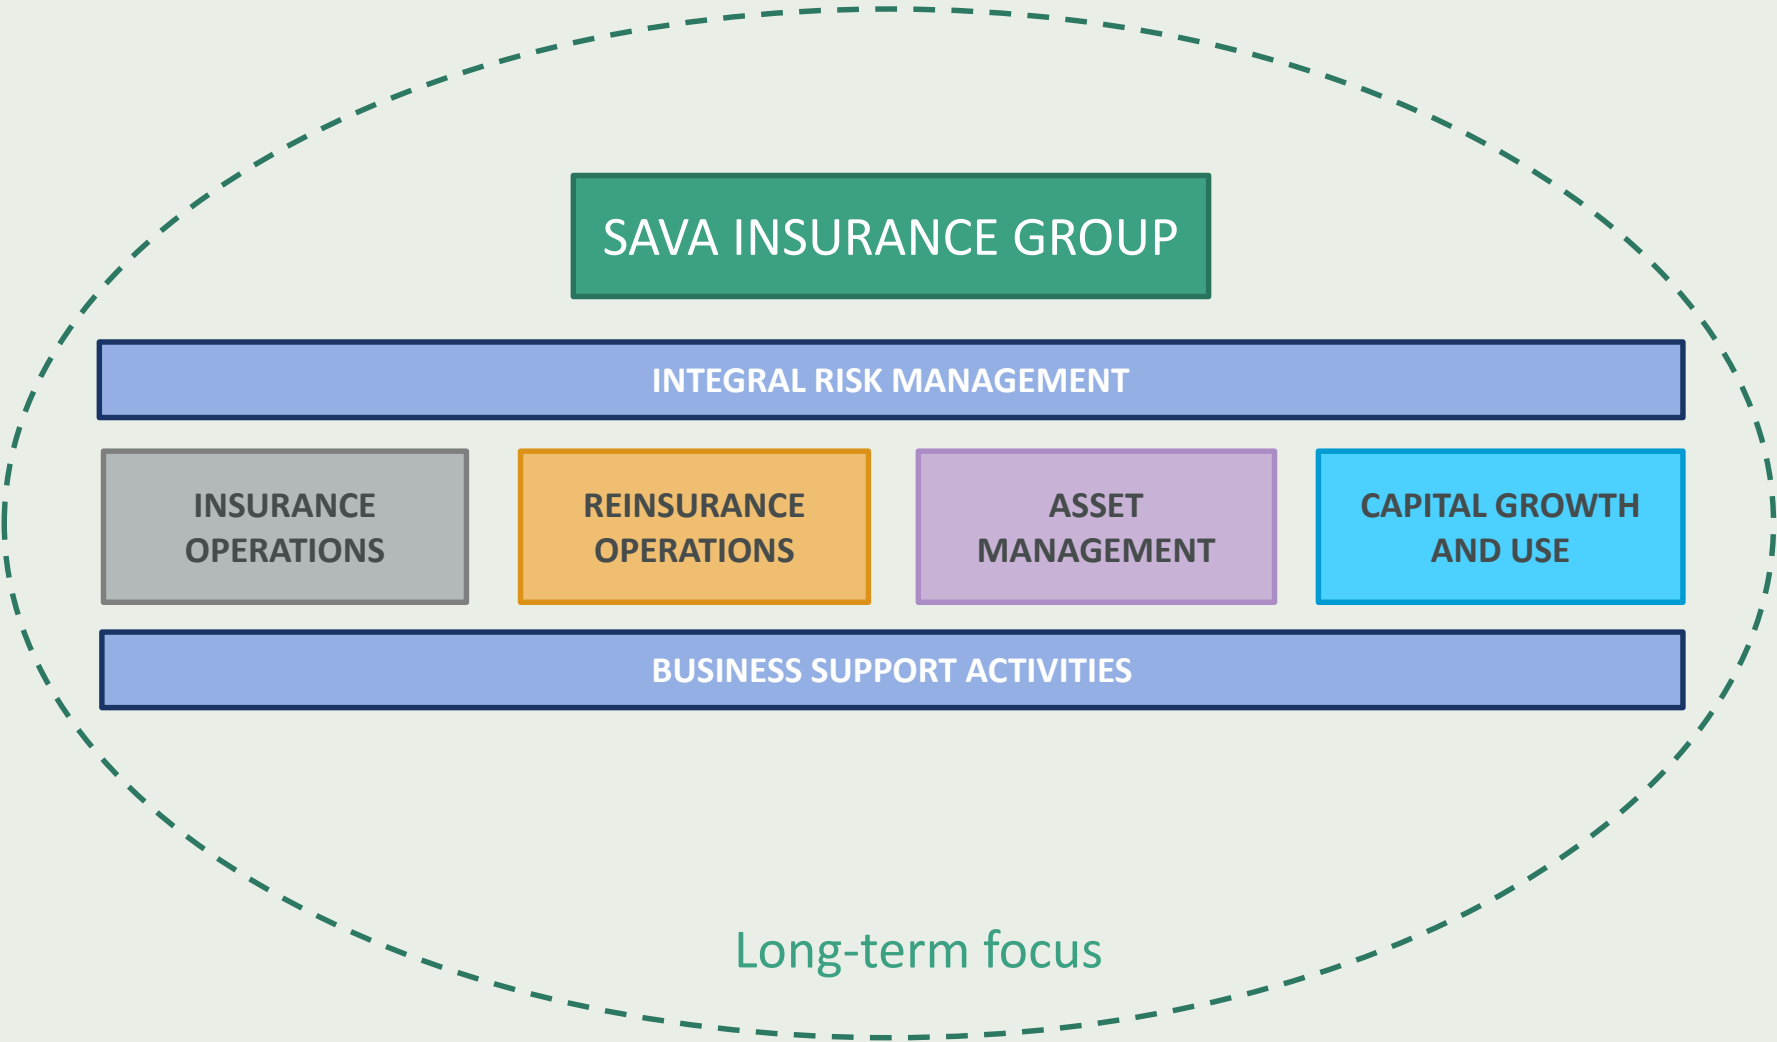 SAVA INSURANCE GROUP
INTEGRAL RISK MANAGEMENT
INSURANCE
OPERATIONS
REINSURANCE
OPERATIONS
ASSET
MANAGEMENT
CAPITAL GROWTH
AND USE
BUSINESS SUPPORT ACTIVITIES
Long-term focus